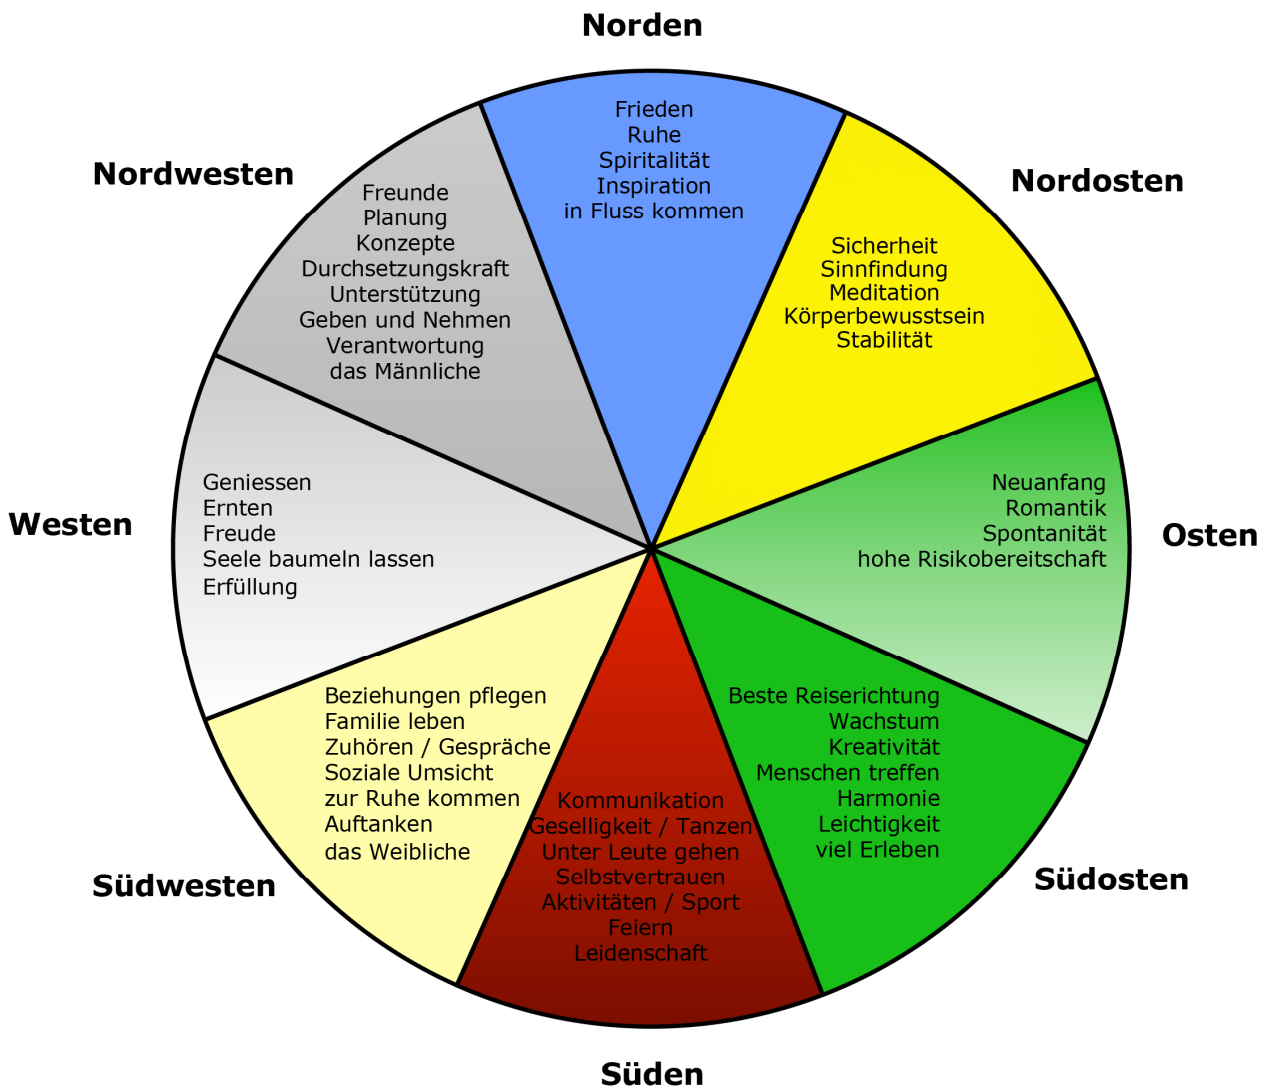 Norden
Frieden
Ruhe
Spiritalität
Inspiration
in Fluss kommen
Nordosten
Sicherheit
Sinnfindung
Meditation
Körperbewusstsein
Stabilität
Osten
Neuanfang
Romantik
Spontanität
hohe Risikobereitschaft
Südosten
Beste Reiserichtung
Wachstum
Kreativität
Menschen treffen
Harmonie
Leichtigkeit
viel Erleben
Süden
Kommunikation
Geselligkeit / Tanzen
Unter Leute gehen
Selbstvertrauen
Aktivitäten / Sport
Feiern
Leidenschaft
Südwesten
Beziehungen pflegen
Familie leben
Zuhören / Gespräche
Soziale Umsicht
zur Ruhe kommen
Auftanken
das Weibliche
Westen
Geniessen
Ernten
Freude
Seele baumeln lassen
Erfüllung
Nordwesten
Freunde
Planung
Konzepte
Durchsetzungskraft
Unterstützung
Geben und Nehmen
Verantwortung
das Männliche